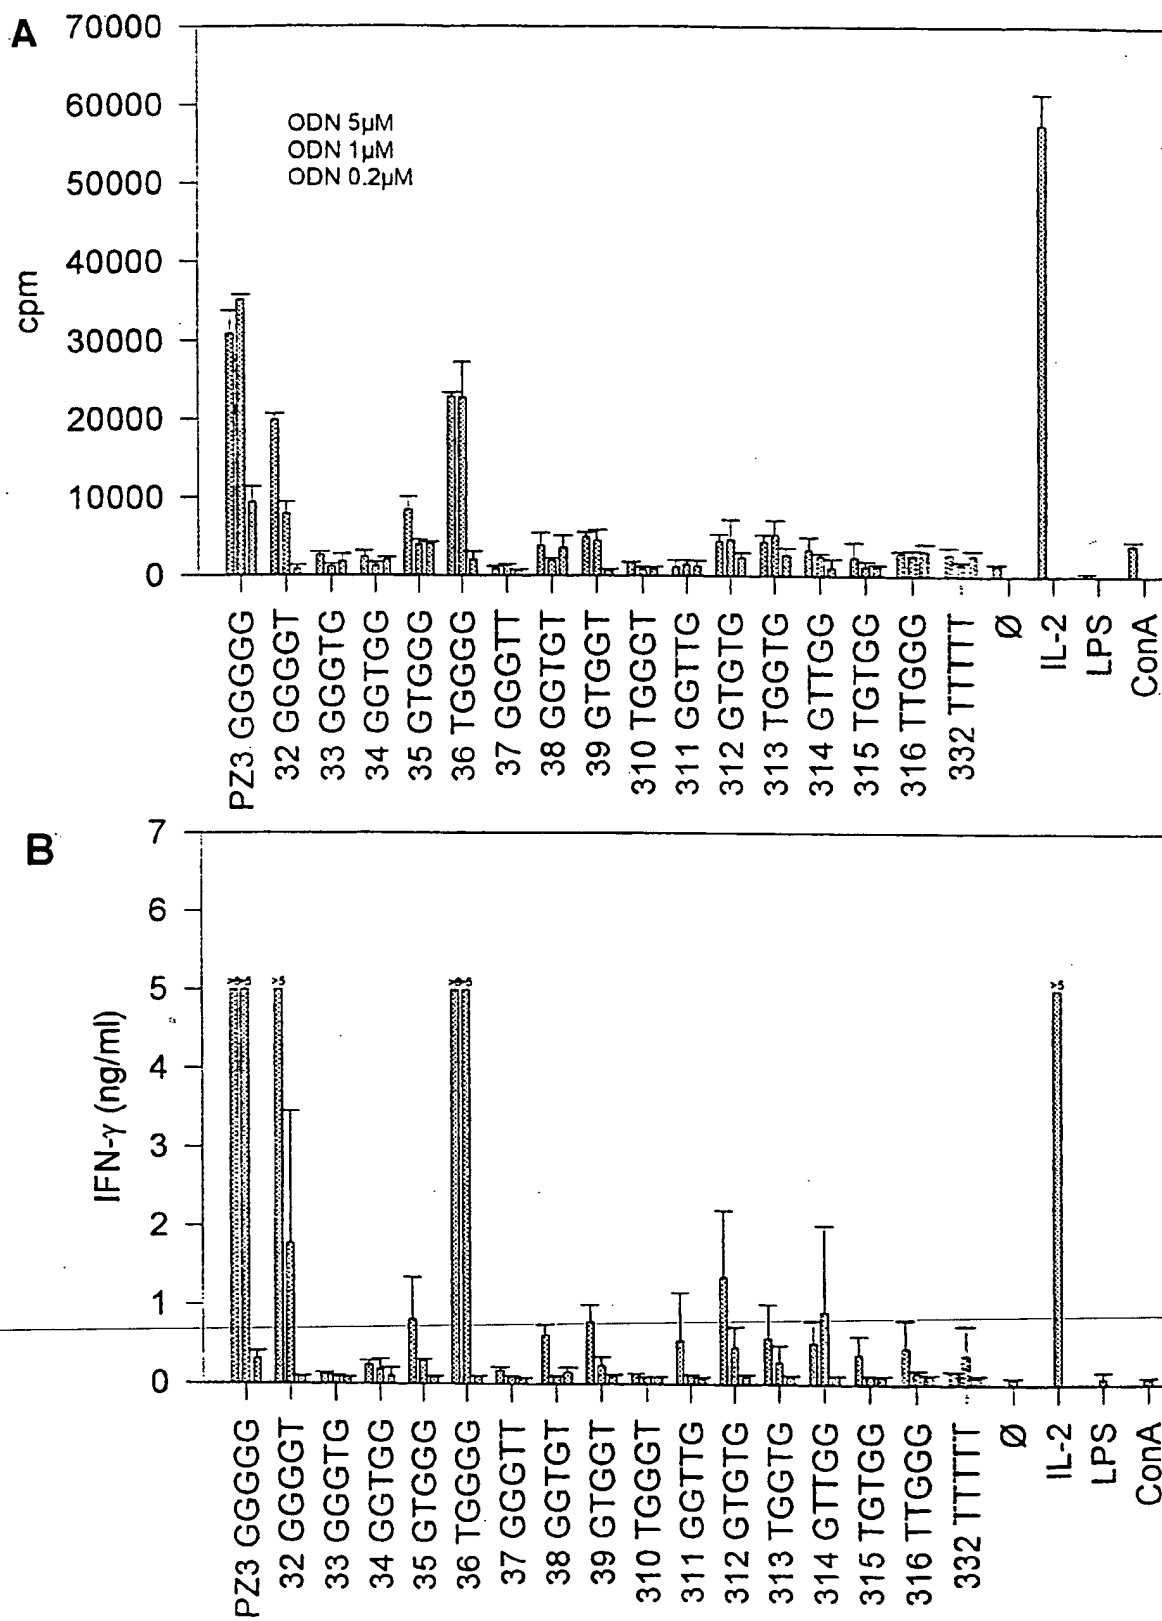 A
70000
60000
50000
40000
30000
20000
10000
0
cpm
ODN 5µM
ODN 1µM
ODN 0.2µM
PZ3 GGGGG
32 GGGGT
33 GGGTG
34 GGTGG
35 GTGGG
36 TGGGG
37 GGGTT
38 GGTGT
39 GTGGT
310 TGGGT
311 GGTTG
312 GTGTG
313 TGGTG
314 GTTGG
315 TGTGG
316 TTGGG
332 TTTTT
Ø
IL-2
LPS
ConA
B
7
6
5
4
3
2
1
0
IFN-γ (ng/ml)
>5
>5
>5
>5
>5
>5
PZ3 GGGGG
32 GGGGT
33 GGGTG
34 GGTGG
35 GTGGG
36 TGGGG
37 GGGTT
38 GGTGT
39 GTGGT
310 TGGGT
311 GGTTG
312 GTGTG
313 TGGTG
314 GTTGG
315 TGTGG
316 TTGGG
332 TTTTT
Ø
IL-2
LPS
ConA